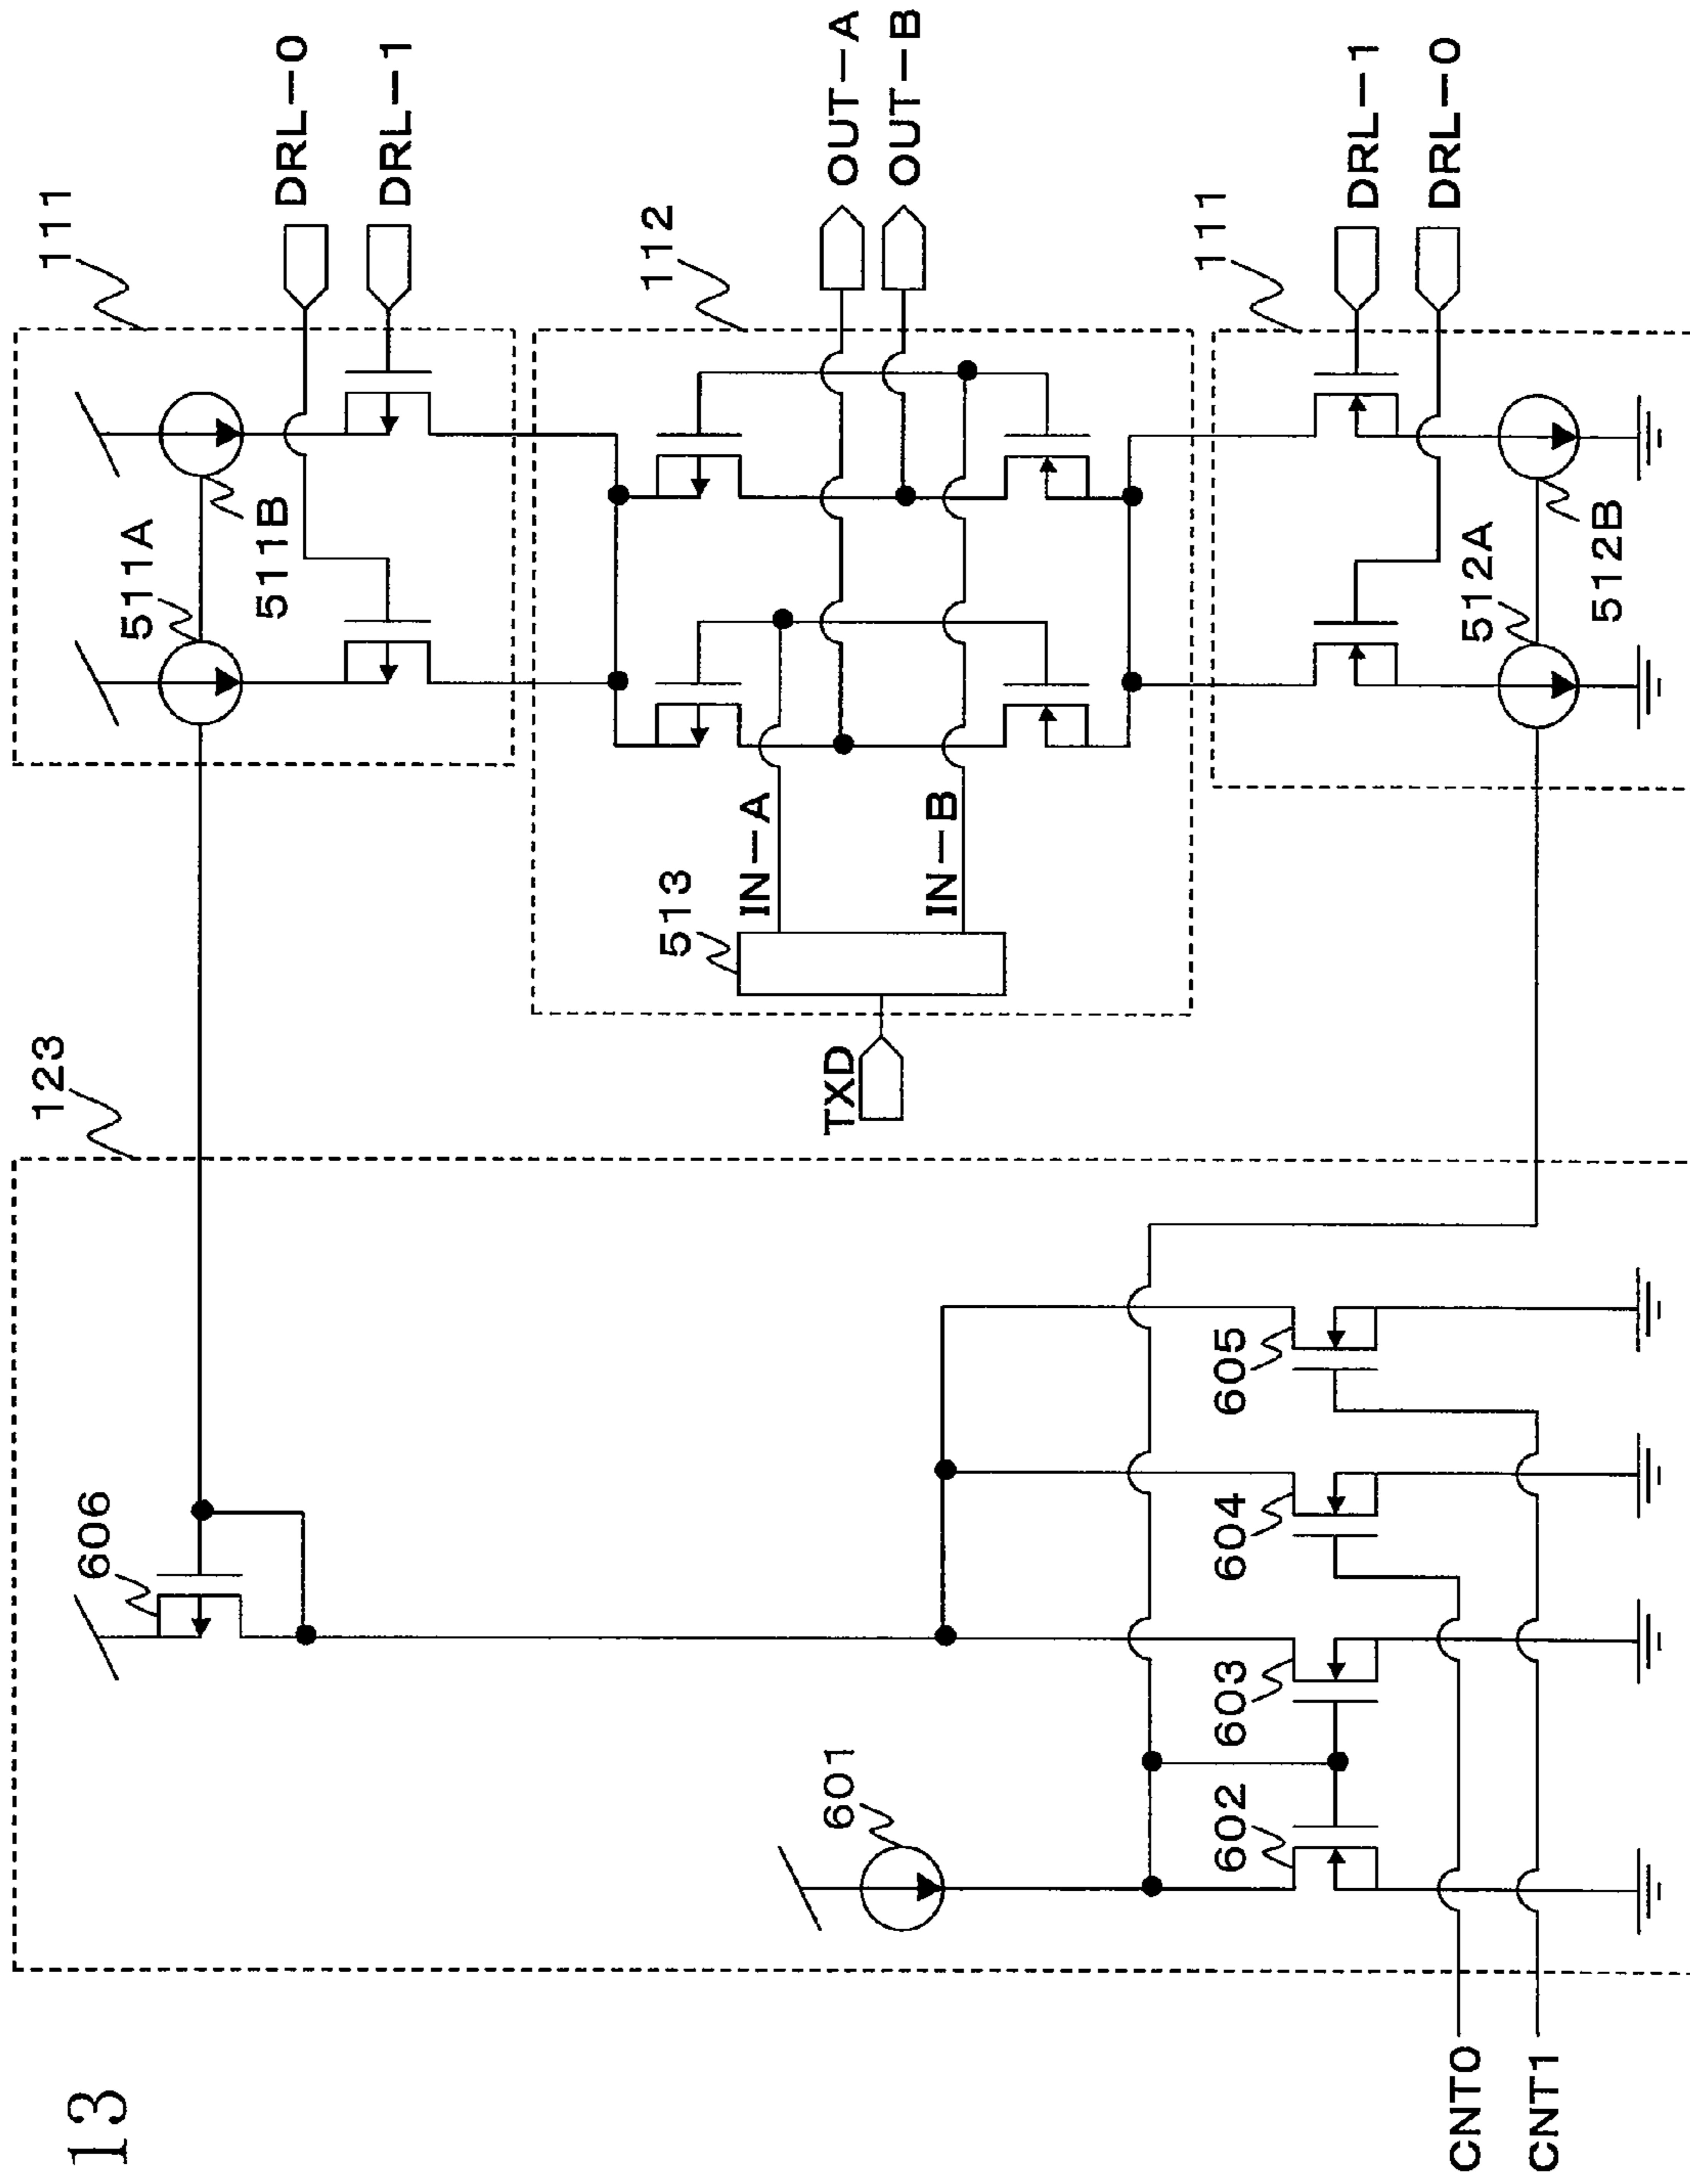 13
123
606
601
602
603
604
605
CNT0
CNT1
TXD
513
IN-A
IN-B
111
511A
511B
DRL-0
DRL-1
112
OUT-A
OUT-B
111
512A
512B
DRL-1
DRL-0